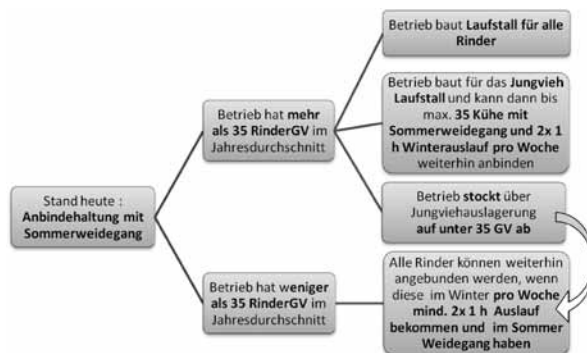 Stand heute :
Anbindehaltung mit
Sommerweidegang
Betrieb hat mehr
als 35 RinderGV im
Jahresdurchschnitt
Betrieb baut Laufstall für alle
Rinder
Betrieb baut für das Jungvieh
Laufstall und kann dann bis
max. 35 Kühe mit
Sommerweidegang und 2x 1
h Winterauslauf pro Woche
weiterhin anbinden
Betrieb stockt über
Jungviehauslagerung
auf unter 35 GV ab
Betrieb hat weniger
als 35 RinderGV im
Jahresdurchschnitt
Alle Rinder können weiterhin
angebunden werden, wenn
diese im Winter pro Woche
mind. 2x 1 h Auslauf
bekommen und im Sommer
Weidegang haben